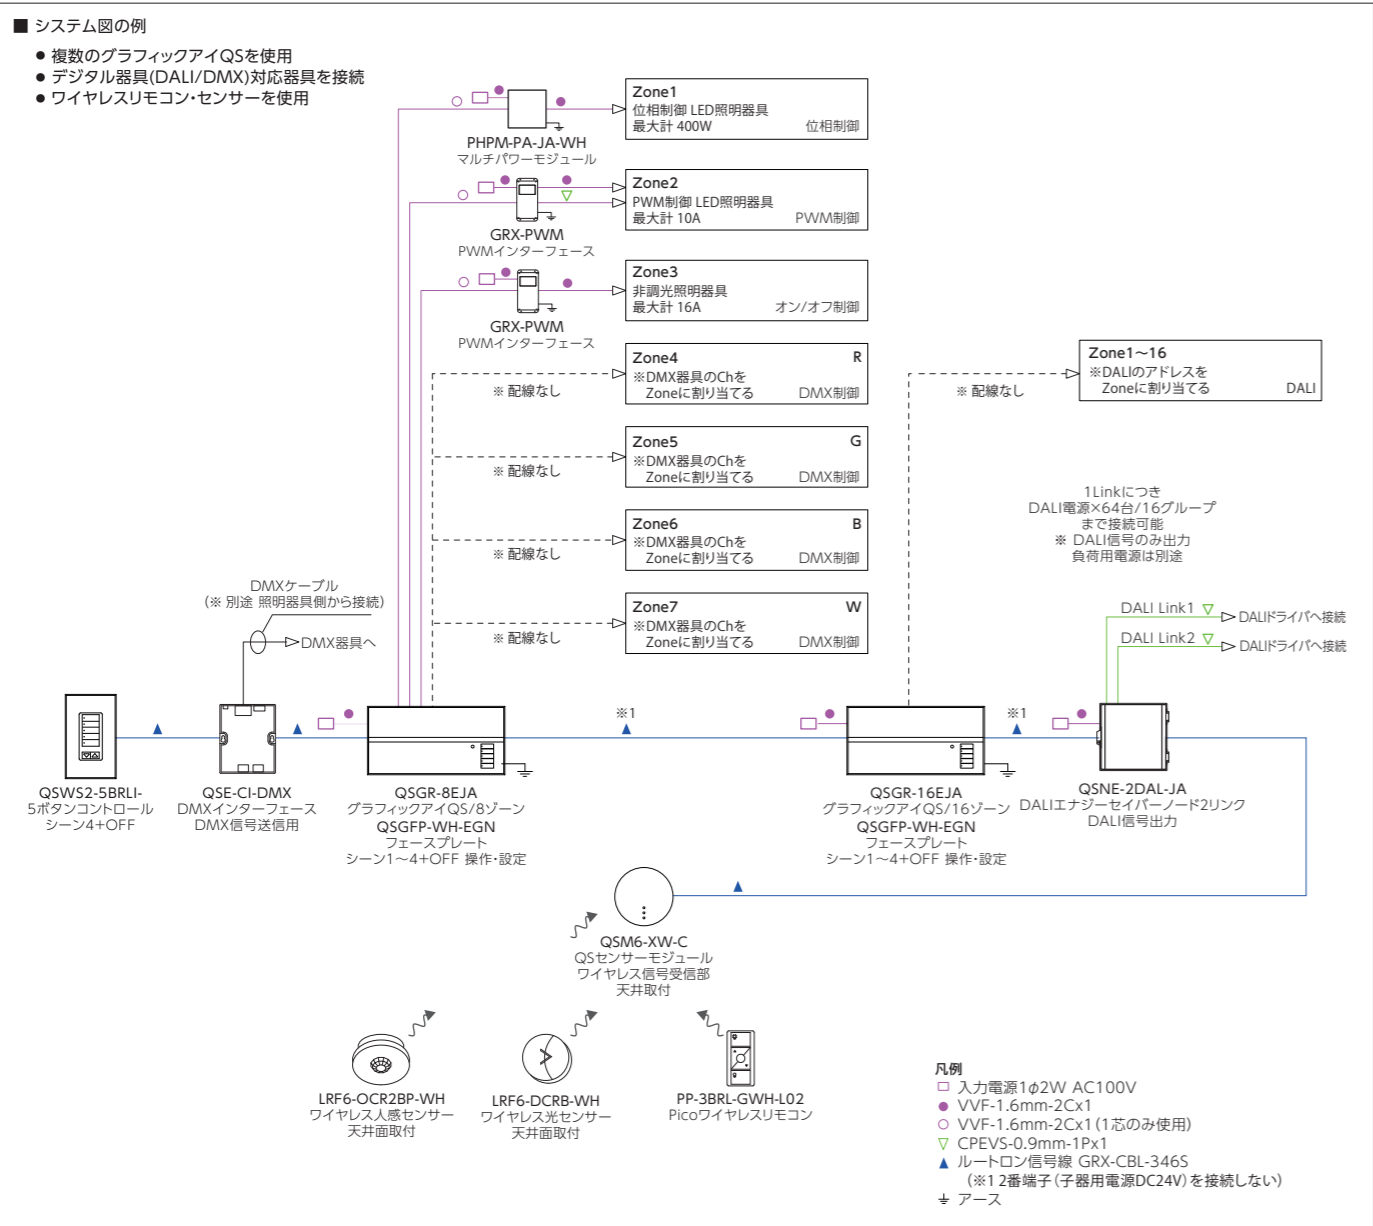 ■ システム図の例
● 複数のグラフィックアイQSを使用
● デジタル器具(DALI/DMX)対応器具を接続
● ワイヤレスリモコン・センサーを使用
PHPM-PA-JA-WH
マルチパワーモジュール
Zone1
位相制御 LED照明器具
最大計 400W 位相制御
GRX-PWM
PWMインターフェース
Zone2
PWM制御 LED照明器具
最大計 10A PWM制御
GRX-PWM
PWMインターフェース
Zone3
非調光照明器具
最大計 16A オン/オフ制御
※ 配線なし
Zone4 R
※DMX器具のChを
Zoneに割り当てる DMX制御
※ 配線なし
Zone5 G
※DMX器具のChを
Zoneに割り当てる DMX制御
※ 配線なし
Zone6 B
※DMX器具のChを
Zoneに割り当てる DMX制御
※ 配線なし
Zone7 W
※DMX器具のChを
Zoneに割り当てる DMX制御
※ 配線なし
Zone1～16
※DALIのアドレスを
Zoneに割り当てる DALI
1Linkにつき
DALI電源×64台/16グループ
まで接続可能
※ DALI信号のみ出力
負荷用電源は別途
DMXケーブル
(※ 別途 照明器具側から接続)
DMX器具へ
DALI Link1
DALIドライバへ接続
DALI Link2
DALIドライバへ接続
※1
※1
QSWS2-5BRLI-
5ボタンコントロール
シーン4+OFF
QSE-CI-DMX
DMXインターフェース
DMX信号送信用
QSGR-8EJA
グラフィックアイQS/8ゾーン
QSGFP-WH-EGN
フェースプレート
シーン1～4+OFF 操作・設定
QSGR-16EJA
グラフィックアイQS/16ゾーン
QSGFP-WH-EGN
フェースプレート
シーン1～4+OFF 操作・設定
QSNE-2DAL-JA
DALIエナジーセイバーノード2リンク
DALI信号出力
QSM6-XW-C
QSセンサーモジュール
ワイヤレス信号受信部
天井取付
LRF6-OCR2BP-WH
ワイヤレス人感センサー
天井面取付
LRF6-DCRB-WH
ワイヤレス光センサー
天井面取付
PP-3BRL-GWH-L02
Picoワイヤレスリモコン
凡例
入力電源1φ2W AC100V
VVF-1.6mm-2Cx1
VVF-1.6mm-2Cx1(1芯のみ使用)
CPEVS-0.9mm-1Px1
ルートロン信号線 GRX-CBL-346S
(※1 2番端子(子器用電源DC24V)を接続しない)
アース